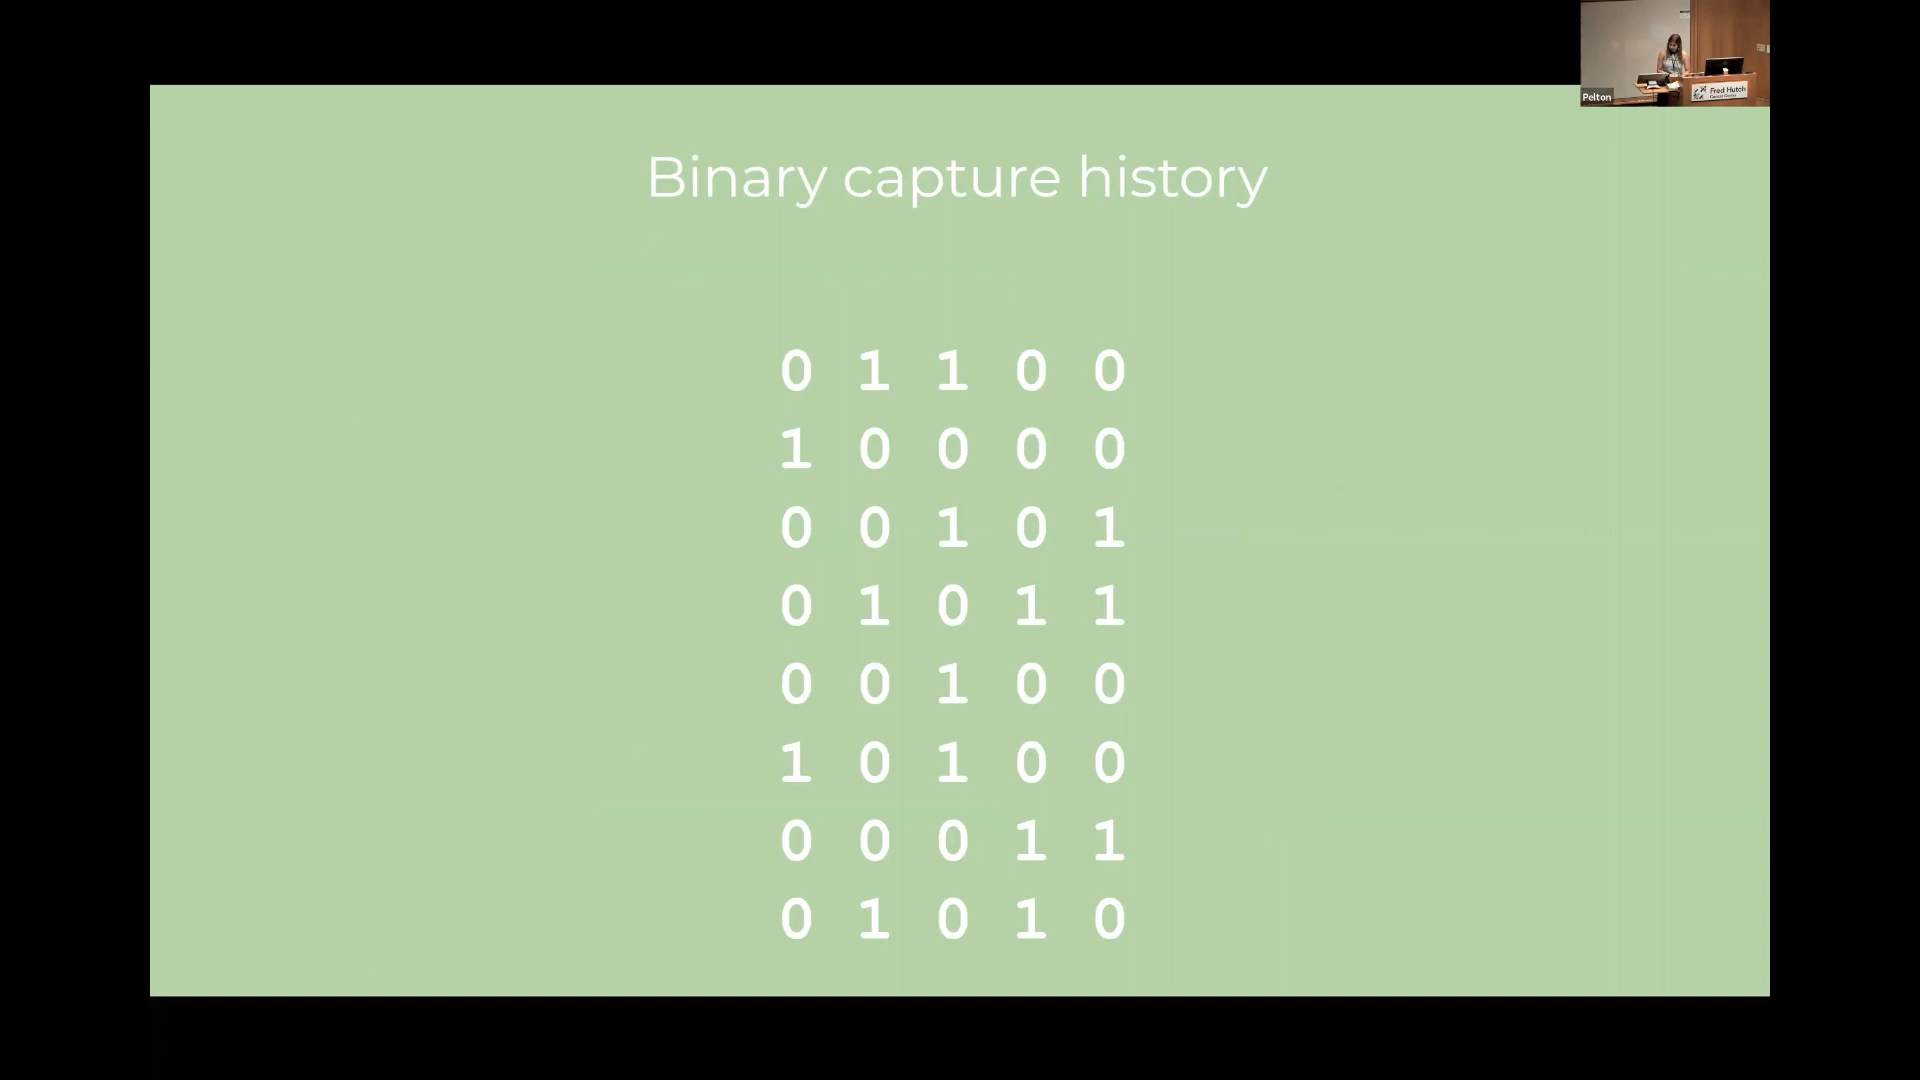 Pelton
Fred Hutch
Cancer Center
Binary capture history
0 1 1 0 0
1 0 0 0 0
0 0 1 0 1
0 1 0 1 1
0 0 1 0 0
1 0 1 0 0
0 0 0 1 1
0 1 0 1 0